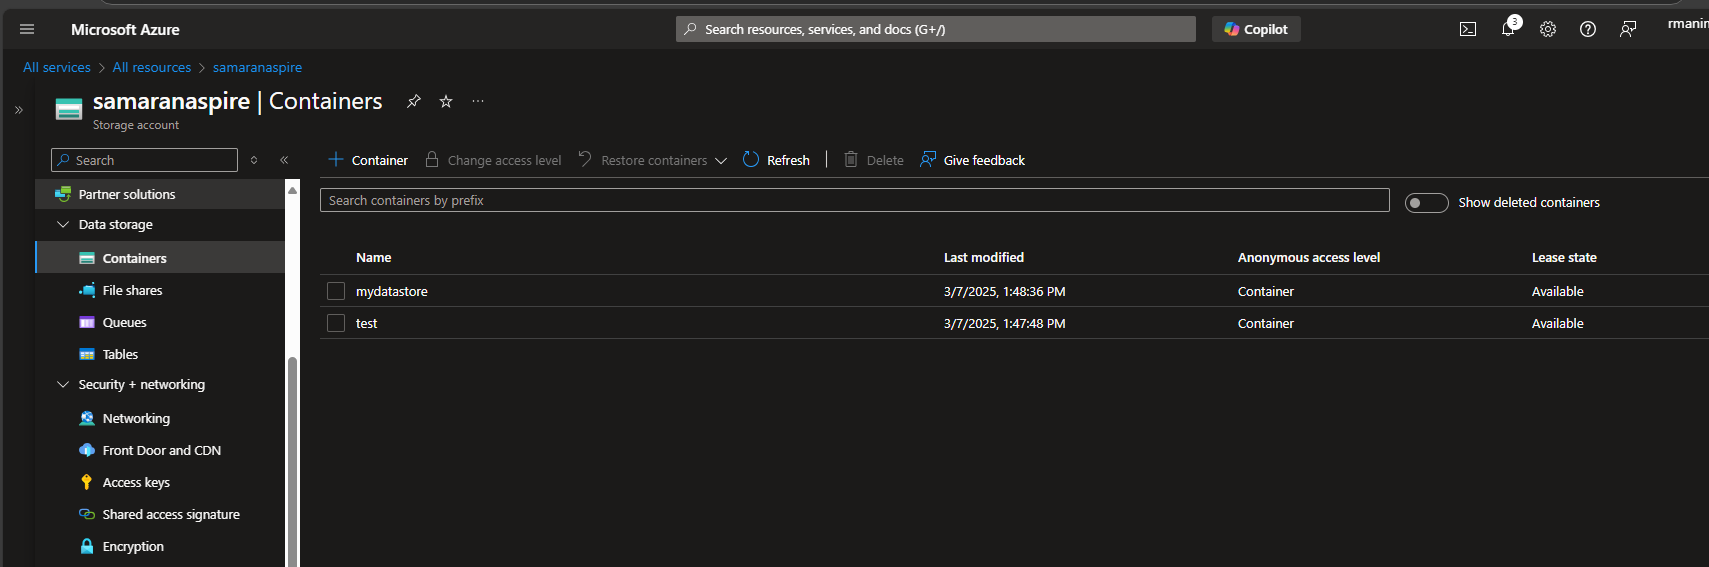 Microsoft Azure
Search resources, services, and docs (G+/)
Copilot
3
All services > All resources > samaranaspire
samaranaspire | Containers
Storage account
Search
Container
Change access level
Restore containers
Refresh
Delete
Give feedback
Partner solutions
Data storage
Containers
File shares
Queues
Tables
Security + networking
Networking
Front Door and CDN
Access keys
Shared access signature
Encryption
Search containers by prefix
Show deleted containers
Name Last modified Anonymous access level Lease state
mydatastore 3/7/2025, 1:48:36 PM Container Available
test 3/7/2025, 1:47:48 PM Container Available